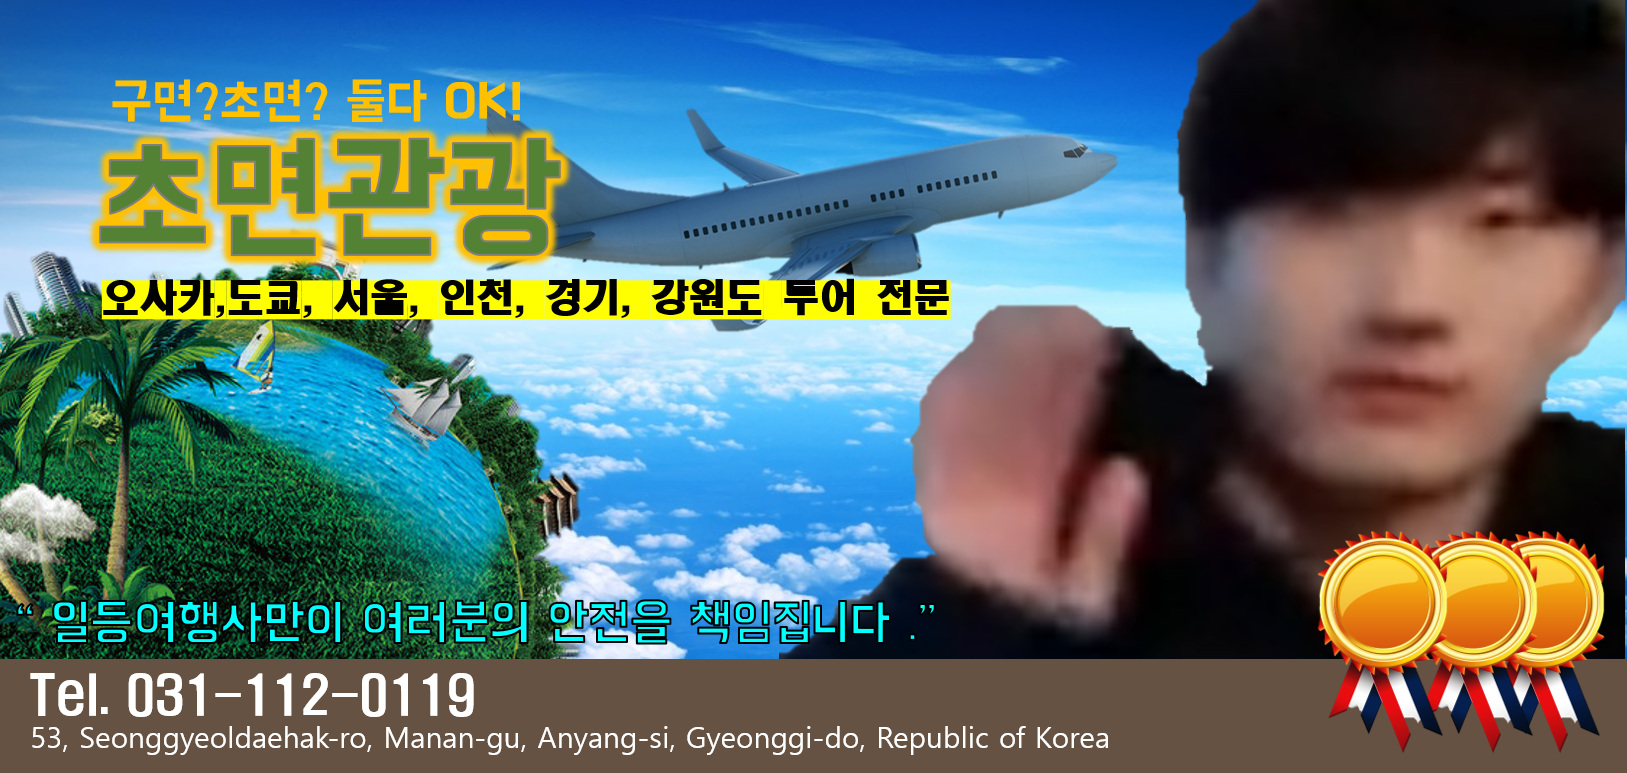 구면?초면? 둘다 OK!
초면관광
오사카,도쿄, 서울, 인천, 경기, 강원도 투어 전문
“ 일등여행사만이 여러분의 안전을 책임집니다 .”
Tel. 031-112-0119
53, Seonggyeoldaehak-ro, Manan-gu, Anyang-si, Gyeonggi-do, Republic of Korea